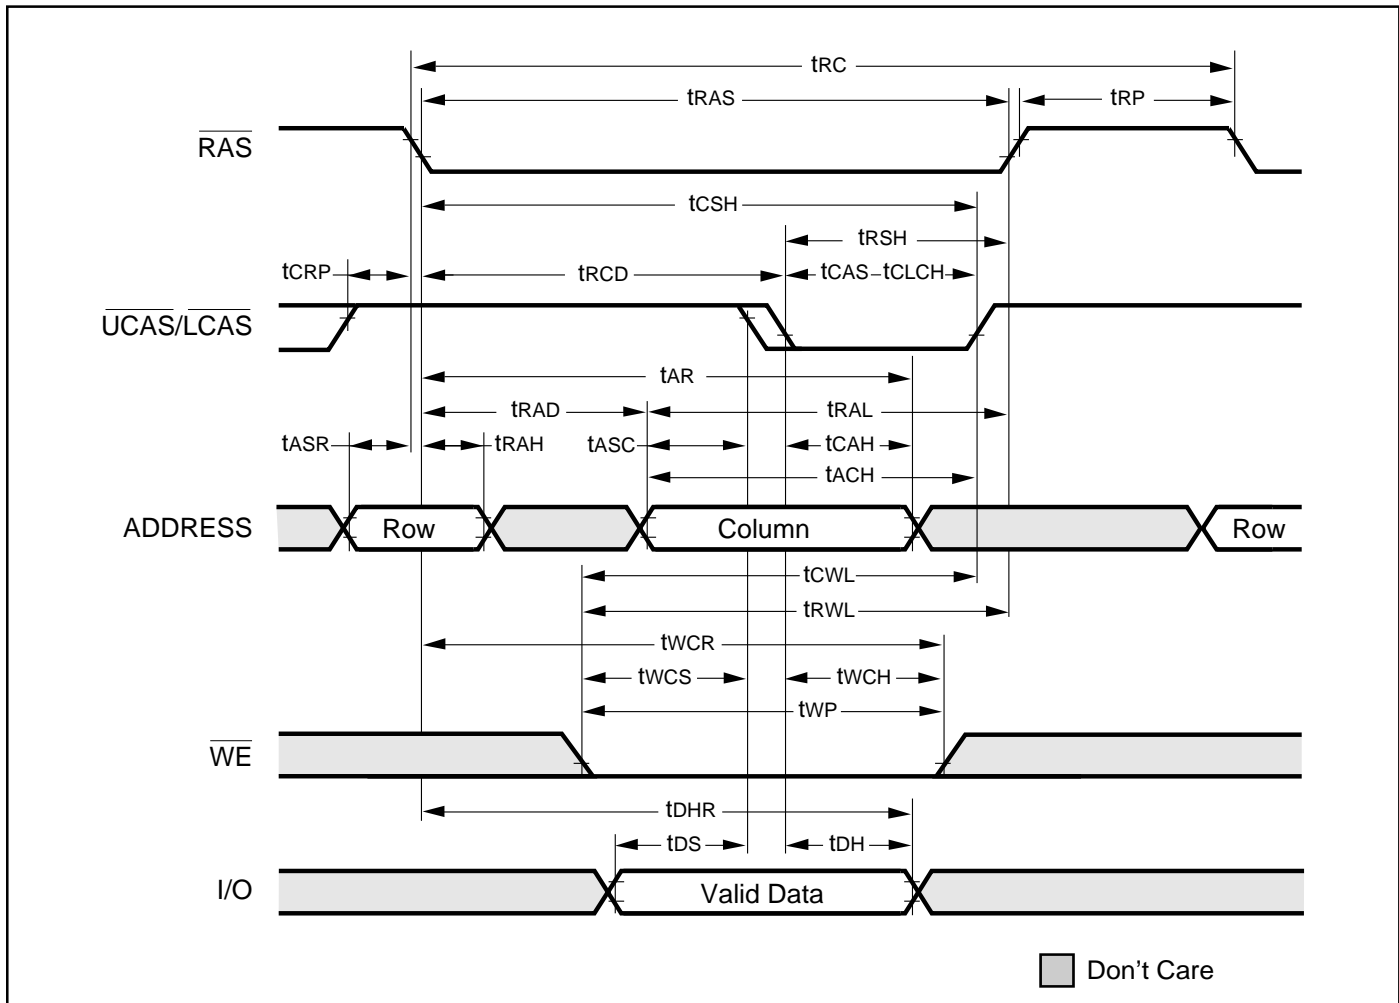 tRC
tRAS
tRP
RAS
tCSH
tRSH
tCRP
tRCD
tCAS tCLCH
UCAS/LCAS
tAR
tRAD
tRAL
tASR
tRAH
tASC
tCAH
tACH
ADDRESS
Row
Column
Row
tCWL
tRWL
tWCR
tWCS
tWCH
tWP
WE
tDHR
tDS
tDH
I/O
Valid Data
Don't Care